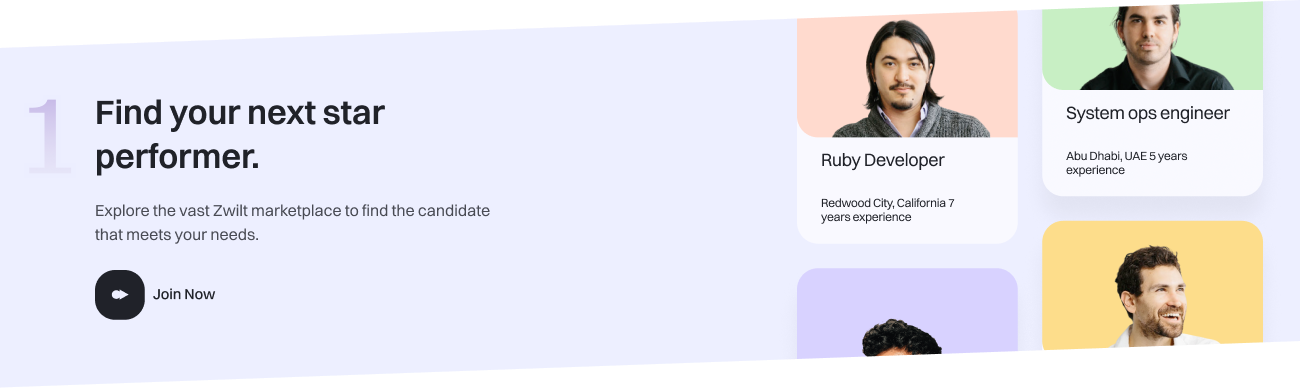 1
Find your next star
performer.
Explore the vast Zwilt marketplace to find the candidate
that meets your needs.
Join Now
Ruby Developer
Redwood City, California 7
years experience
System ops engineer
Abu Dhabi, UAE 5 years
experience